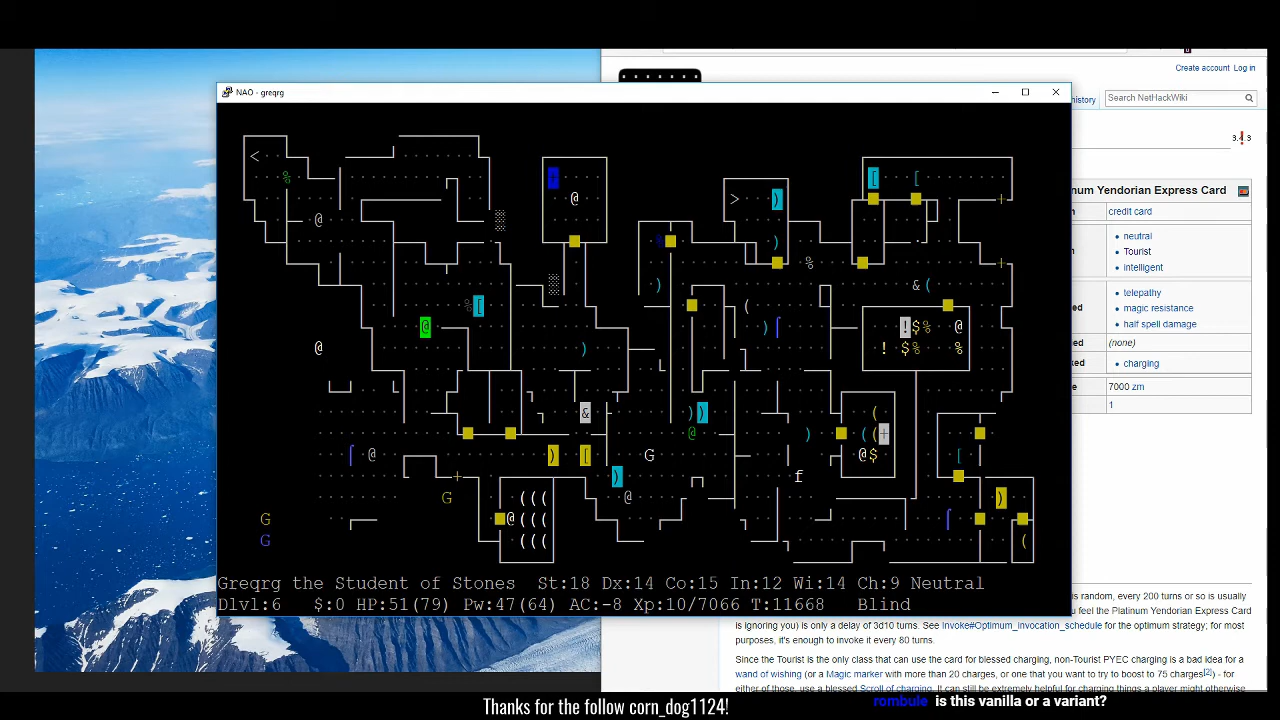 Create account Log in
NAO - greqrg
history
Search NetHackWiki
3.4.3
num Yendorian Express Card
credit card
neutral
Tourist
intelligent
telepathy
magic resistance
half spell damage
(none)
charging
7000 zm
1
Greqrg the Student of Stones St:18 Dx:14 Co:15 In:12 Wi:14 Ch:9 Neutral
Dlvl:6 $:0 HP:51(79) Pw:47(64) AC:-8 Xp:10/7066 T:11668 Blind
is random, every 200 turns or so is usually
you feel the Platinum Yendorian Express Card
is ignoring you) is only a delay of 3d10 turns. See Invoke#Optimum_invocation_schedule for the optimum strategy; for most
purposes, it's enough to invoke it every 80 turns.
Since the Tourist is the only class that can use the card for blessed charging, non-Tourist PYEC charging is a bad idea for a
wand of wishing (or a Magic marker with more than 20 charges, or one that you want to try to boost to 75 charges[2]) - for
either of those, use a blessed Scroll of charging. It can still be extremely helpful for charging things a player might otherwise
Thanks for the follow corn_dog1124!
rombule is this vanilla or a variant?